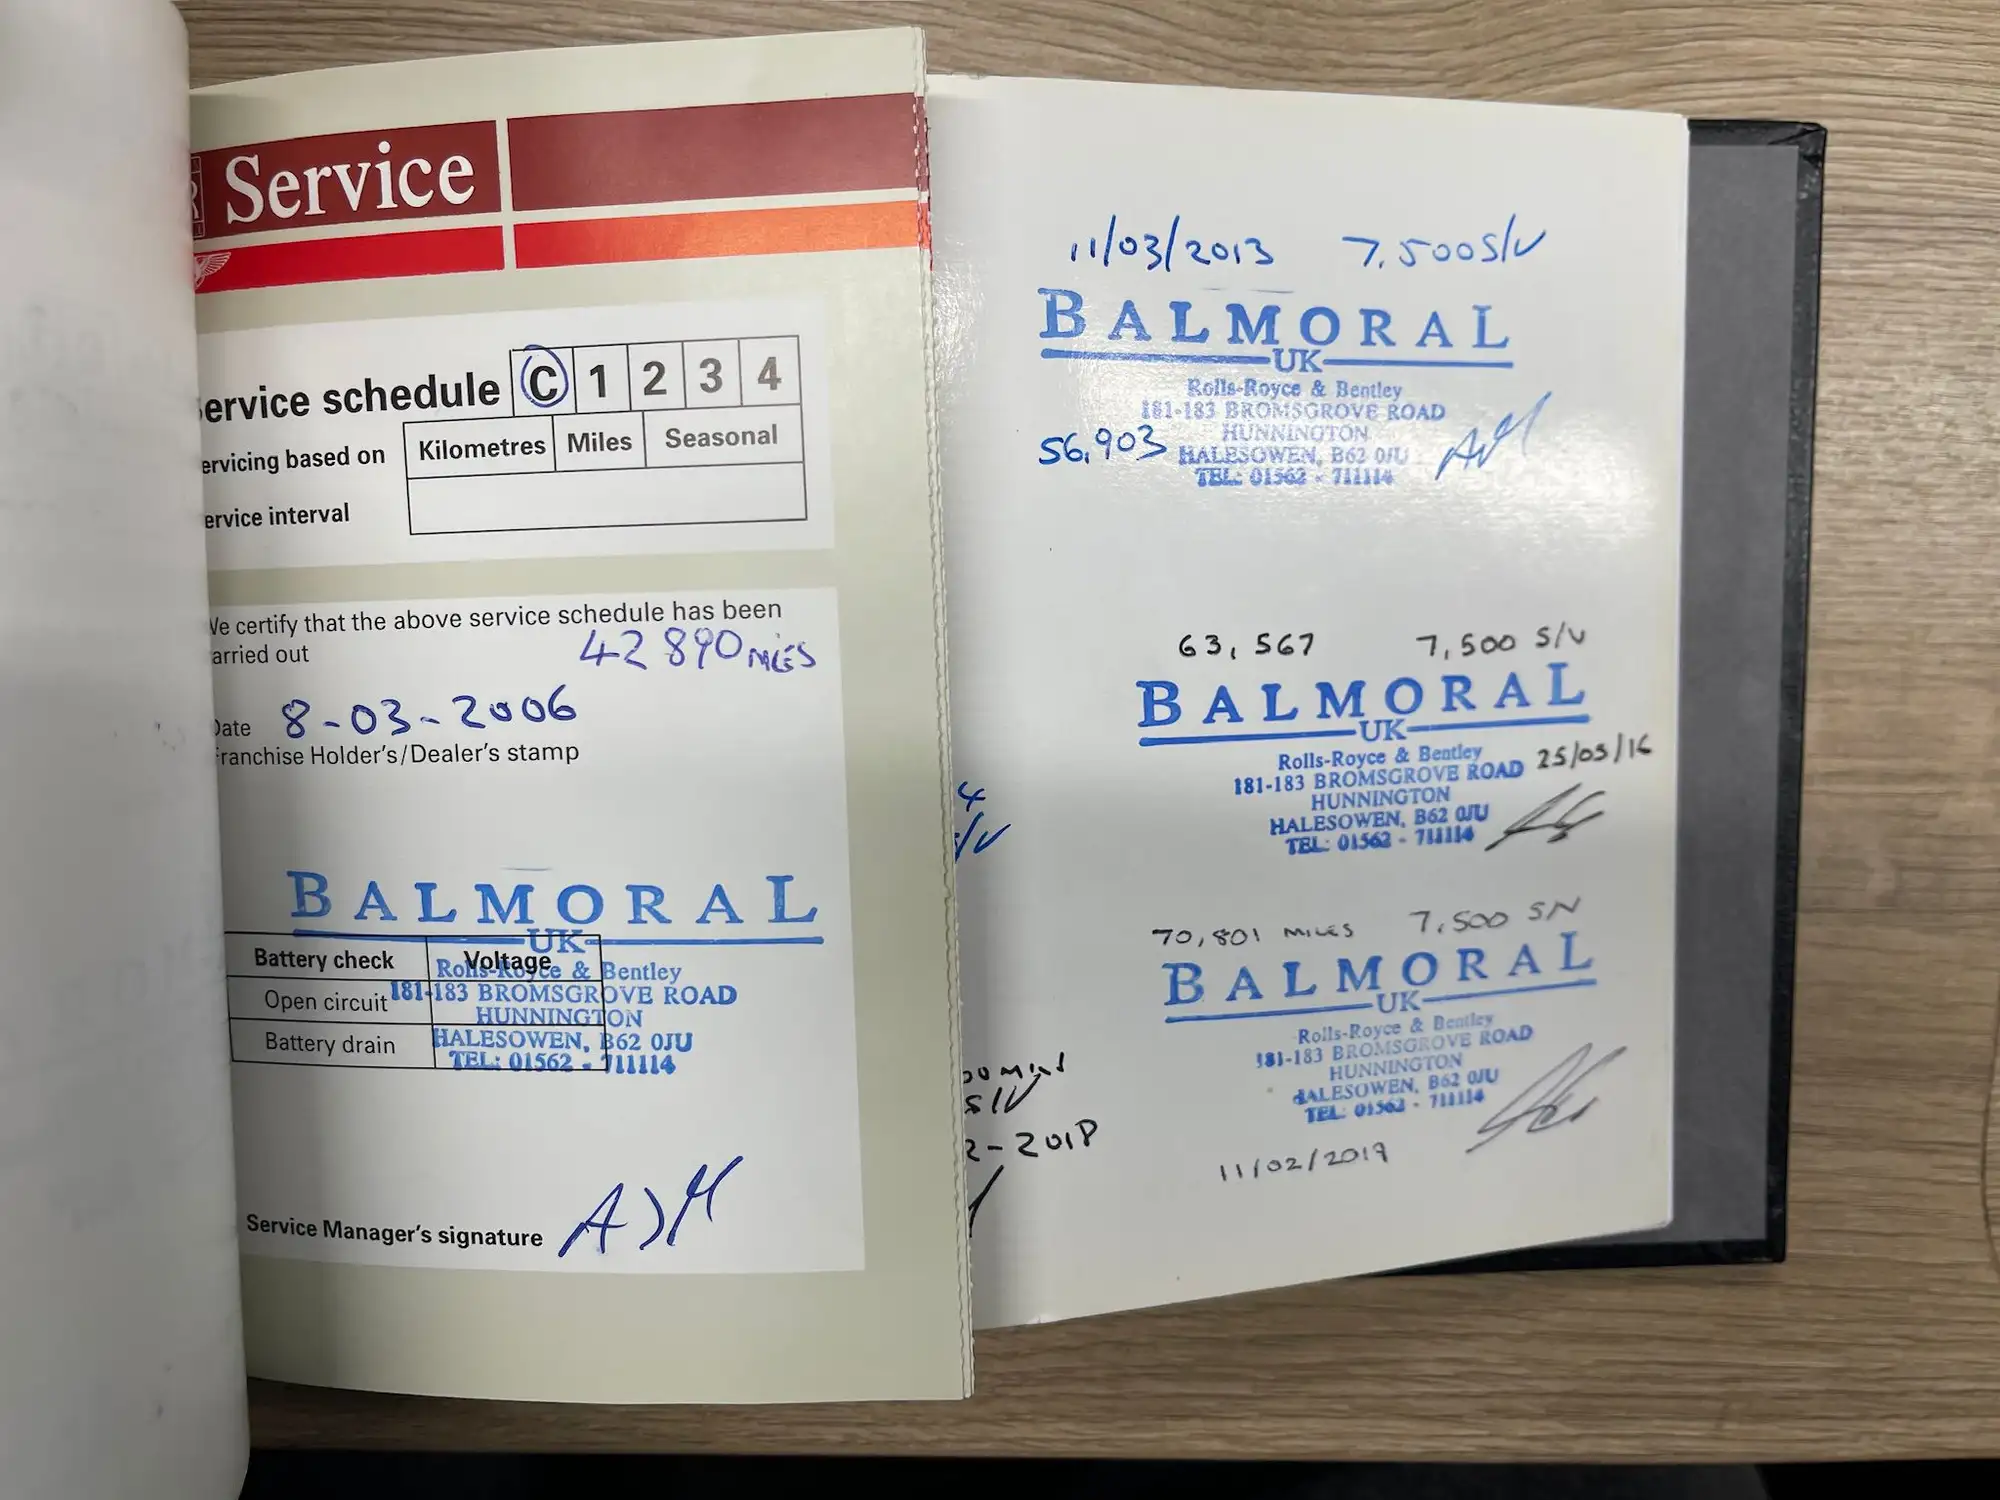 Service
ervice schedule C 1 2 3 4
ervicing based on Kilometres Miles Seasonal
ervice interval
We certify that the above service schedule has been
arried out 42890 MILES
Date 8-03-2006
Franchise Holder's/Dealer's stamp
BALMORAL
UK
Battery check Voltage
Rolls-Royce & Bentley
Open circuit
181-183 BROMSGROVE ROAD
HUNNINGTON
Battery drain
HALESOWEN, B62 0JU
TEL: 01562 - 711114
Service Manager's signature
11/03/2013 7,500 S/V
BALMORAL
UK
Rolls-Royce & Bentley
181-183 BROMSGROVE ROAD
HUNNINGTON
56,903 HALESOWEN, B62 0JU
TEL: 01562 - 711114
63,567 7,500 S/V
BALMORAL
UK
Rolls-Royce & Bentley
181-183 BROMSGROVE ROAD 25/05/16
HUNNINGTON
HALESOWEN, B62 0JU
TEL: 01562 - 711114
4
/V
70,801 MILES 7,500 S/V
BALMORAL
UK
Rolls-Royce & Bentley
181-183 BROMSGROVE ROAD
HUNNINGTON
HALESOWEN, B62 0JU
TEL: 01562 - 711114
11/02/2019
S/V
2-2018